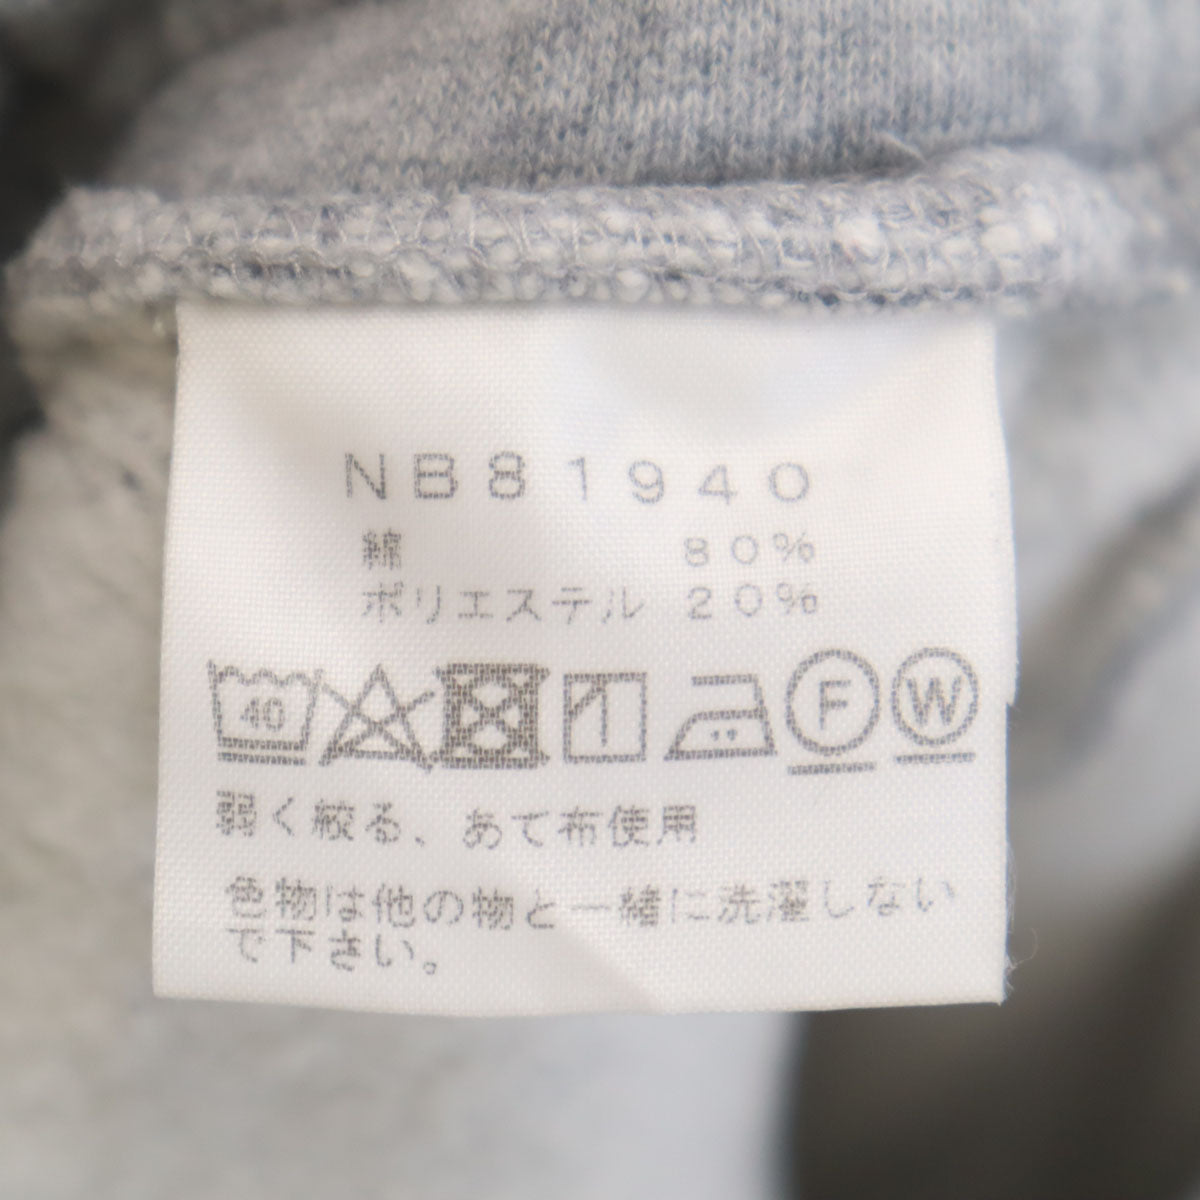 NB81940
綿 80%
ポリエステル 20%
40 F W
弱く絞る、あて布使用
色物は他の物と一緒に洗濯しない
で下さい。